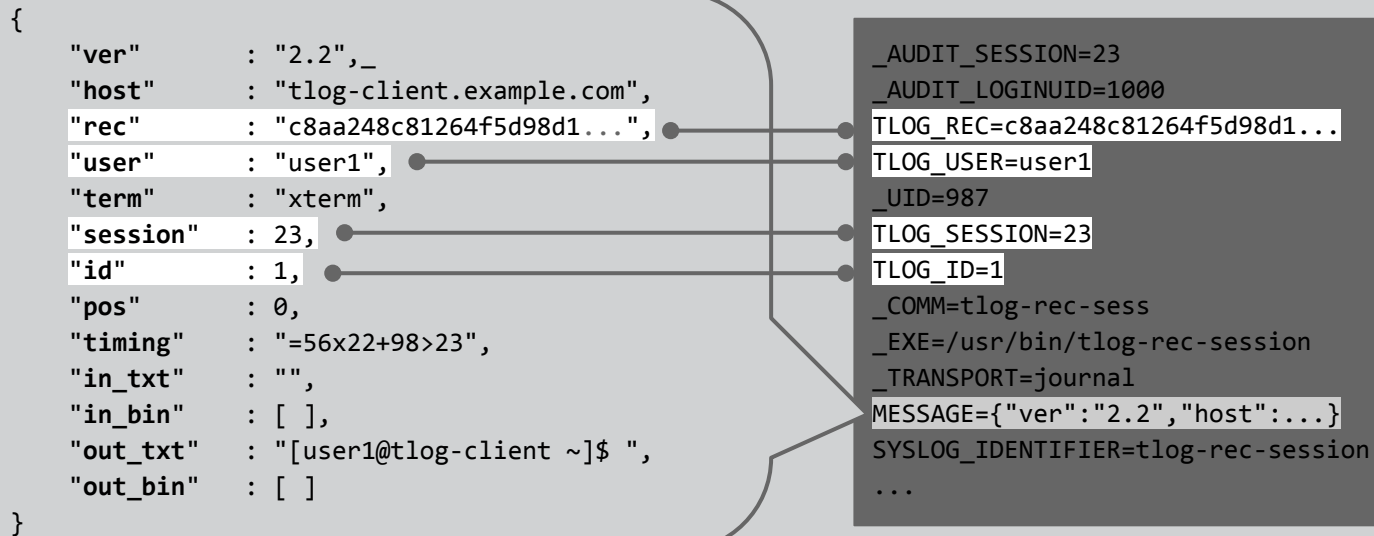 {
"ver" : "2.2",_
"host" : "tlog-client.example.com",
"rec" : "c8aa248c81264f5d98d1...",
"user" : "user1",
"term" : "xterm",
"session" : 23,
"id" : 1,
"pos" : 0,
"timing" : "=56x22+98>23",
"in_txt" : "",
"in_bin" : [ ],
"out_txt" : "[user1@tlog-client ~]$ ",
"out_bin" : [ ]
}
_AUDIT_SESSION=23
_AUDIT_LOGINUID=1000
TLOG_REC=c8aa248c81264f5d98d1...
TLOG_USER=user1
_UID=987
TLOG_SESSION=23
TLOG_ID=1
_COMM=tlog-rec-sess
_EXE=/usr/bin/tlog-rec-session
_TRANSPORT=journal
MESSAGE={"ver":"2.2","host":...}
SYSLOG_IDENTIFIER=tlog-rec-session
...